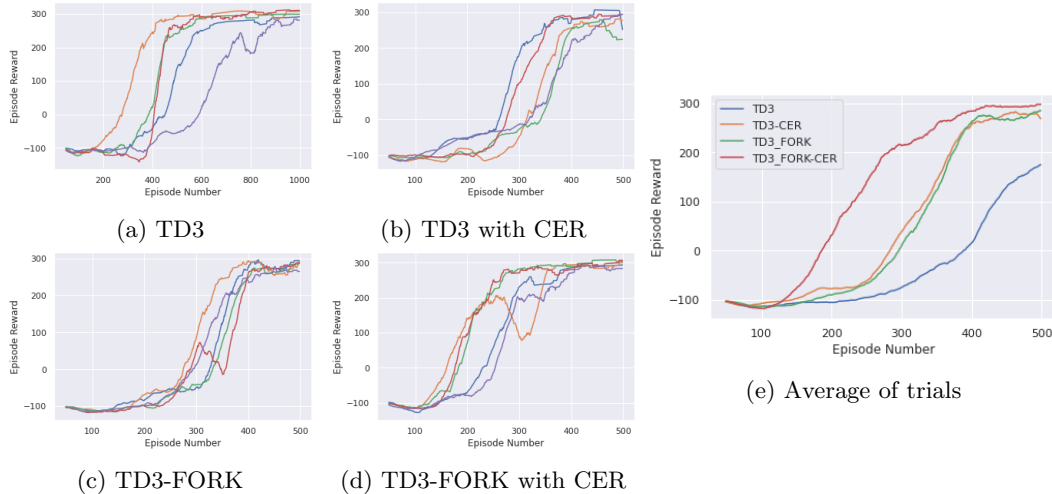 300
200
100
0
−100
Episode Reward
200
400
600
800
1000
Episode Number
(a) TD3
300
200
100
0
−100
Episode Reward
100
200
300
400
500
Episode Number
(b) TD3 with CER
300
200
100
0
−100
Episode Reward
100
200
300
400
500
Episode Number
(c) TD3-FORK
300
200
100
0
−100
Episode Reward
100
200
300
400
500
Episode Number
(d) TD3-FORK with CER
TD3
TD3-CER
TD3_FORK
TD3_FORK-CER
300
200
100
0
−100
Episode Reward
100
200
300
400
500
Episode Number
(e) Average of trials